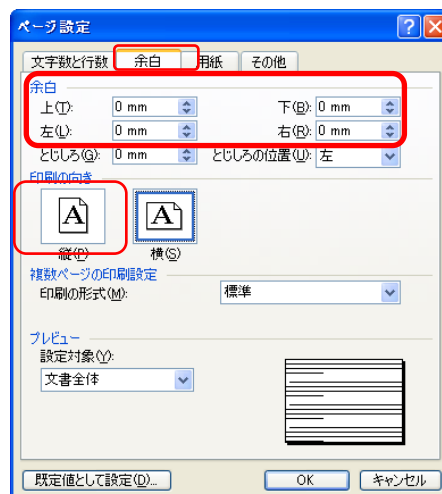 ページ設定
文字数と行数 余白 用紙 その他
余白
上(T): 0 mm 下(B): 0 mm
左(L): 0 mm 右(R): 0 mm
とじしろ(G): 0 mm とじしろの位置(U): 左
印刷の向き
A A
縦(P) 横(S)
複数ページの印刷設定
印刷の形式(M): 標準
プレビュー
設定対象(Y):
文書全体
既定値として設定(D)... OK キャンセル